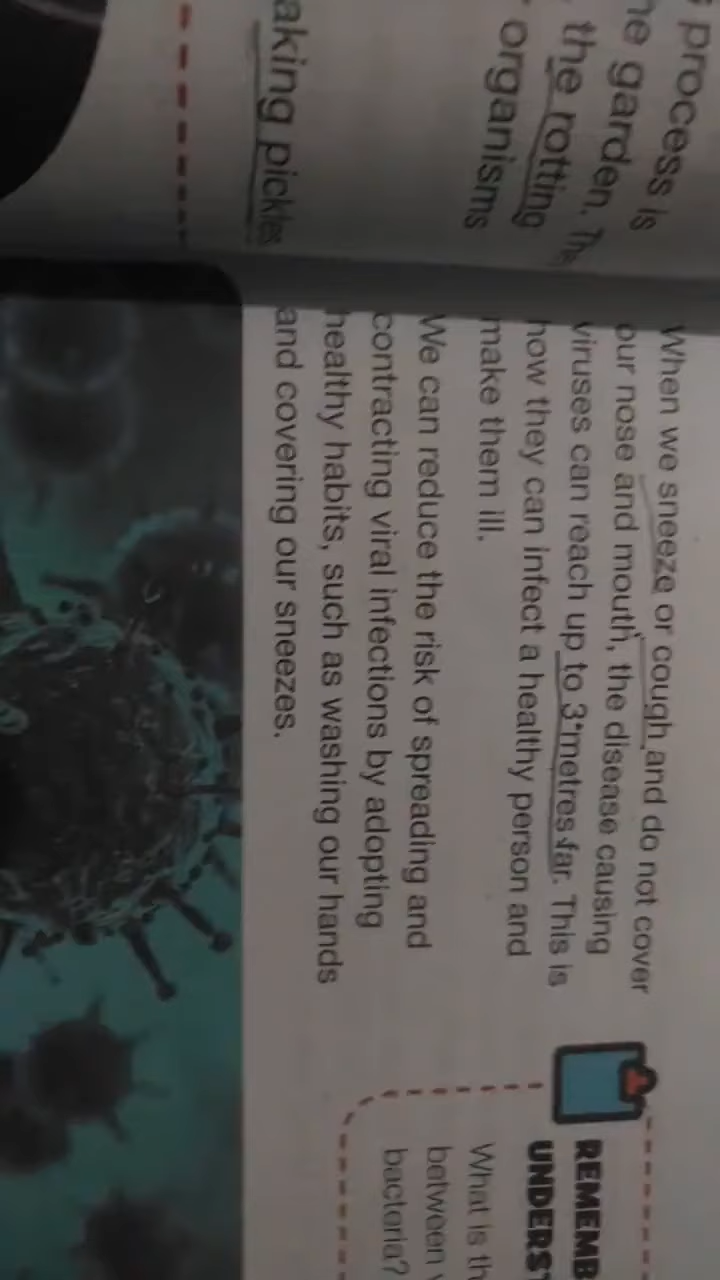 process is
garden. The
the rotting
organisms
aking pickles
When we sneeze or cough and do not cover
our nose and mouth, the disease causing
viruses can reach up to 3 metres far. This is
how they can infect a healthy person and
make them ill.
We can reduce the risk of spreading and
contracting viral infections by adopting
healthy habits, such as washing our hands
and covering our sneezes.
REMEMB
UNDERS
What is th
between
bacteria?